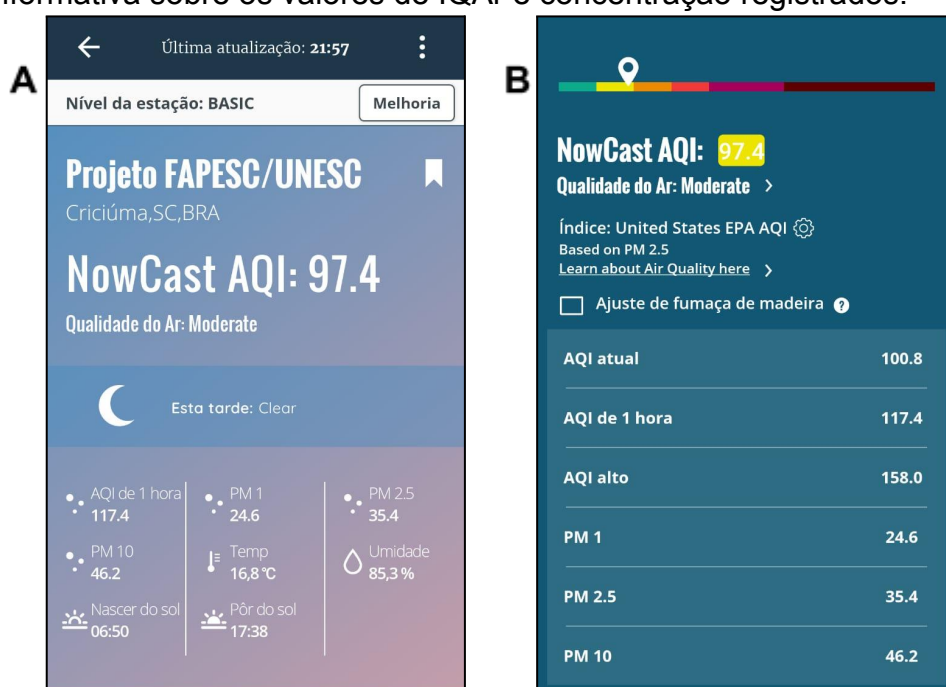 informativa sobre os valores de IQAr e concentração registrados.
A
Última atualização: 21:57
Nível da estação: BASIC
Melhoria
Projeto FAPESC/UNESC
Criciúma,SC,BRA
NowCast AQI: 97.4
Qualidade do Ar: Moderate
Esta tarde: Clear
AQI de 1 hora
117.4
PM 1
24.6
PM 2.5
35.4
PM 10
46.2
Temp
16,8 ℃
Umidade
85,3 %
Nascer do sol
06:50
Pôr do sol
17:38
B
NowCast AQI: 97.4
Qualidade do Ar: Moderate >
Índice: United States EPA AQI
Based on PM 2.5
Learn about Air Quality here >
Ajuste de fumaça de madeira ?
AQI atual 100.8
AQI de 1 hora 117.4
AQI alto 158.0
PM 1 24.6
PM 2.5 35.4
PM 10 46.2